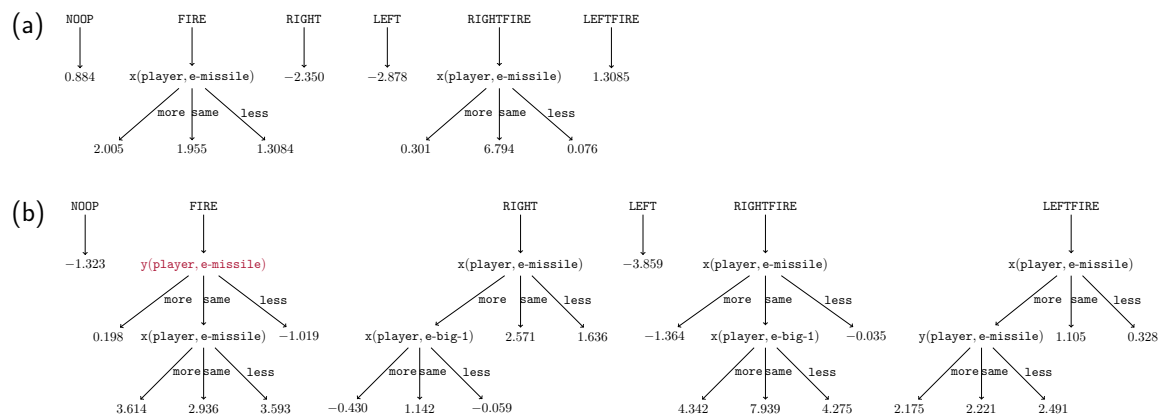 (a) NOOP FIRE RIGHT LEFT RIGHTFIRE LEFTFIRE
0.884 x(player, e-missile) −2.350 −2.878 x(player, e-missile) 1.3085
more same less more same less
2.005 1.955 1.3084 0.301 6.794 0.076
(b) NOOP FIRE RIGHT LEFT RIGHTFIRE LEFTFIRE
−1.323 y(player, e-missile) x(player, e-missile) −3.859 x(player, e-missile) x(player, e-missile)
more same less more same less more same less more same less
0.198 x(player, e-missile) −1.019 x(player, e-big-1) 2.571 1.636 −1.364 x(player, e-big-1) −0.035 y(player, e-missile) 1.105 0.328
more same less more same less more same less more same less
3.614 2.936 3.593 −0.430 1.142 −0.059 4.342 7.939 4.275 2.175 2.221 2.491